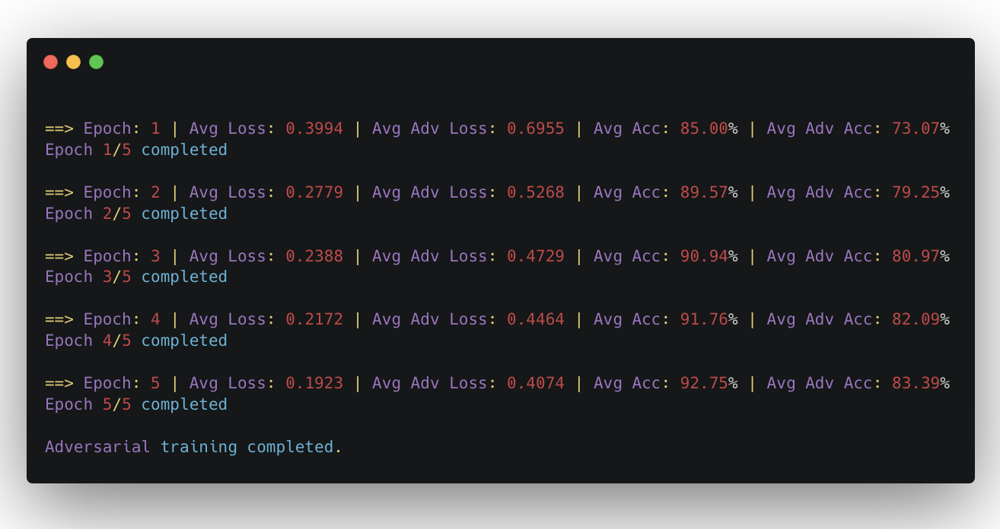 ==> Epoch: 1 | Avg Loss: 0.3994 | Avg Adv Loss: 0.6955 | Avg Acc: 85.00% | Avg Adv Acc: 73.07%
Epoch 1/5 completed
==> Epoch: 2 | Avg Loss: 0.2779 | Avg Adv Loss: 0.5268 | Avg Acc: 89.57% | Avg Adv Acc: 79.25%
Epoch 2/5 completed
==> Epoch: 3 | Avg Loss: 0.2388 | Avg Adv Loss: 0.4729 | Avg Acc: 90.94% | Avg Adv Acc: 80.97%
Epoch 3/5 completed
==> Epoch: 4 | Avg Loss: 0.2172 | Avg Adv Loss: 0.4464 | Avg Acc: 91.76% | Avg Adv Acc: 82.09%
Epoch 4/5 completed
==> Epoch: 5 | Avg Loss: 0.1923 | Avg Adv Loss: 0.4074 | Avg Acc: 92.75% | Avg Adv Acc: 83.39%
Epoch 5/5 completed
Adversarial training completed.